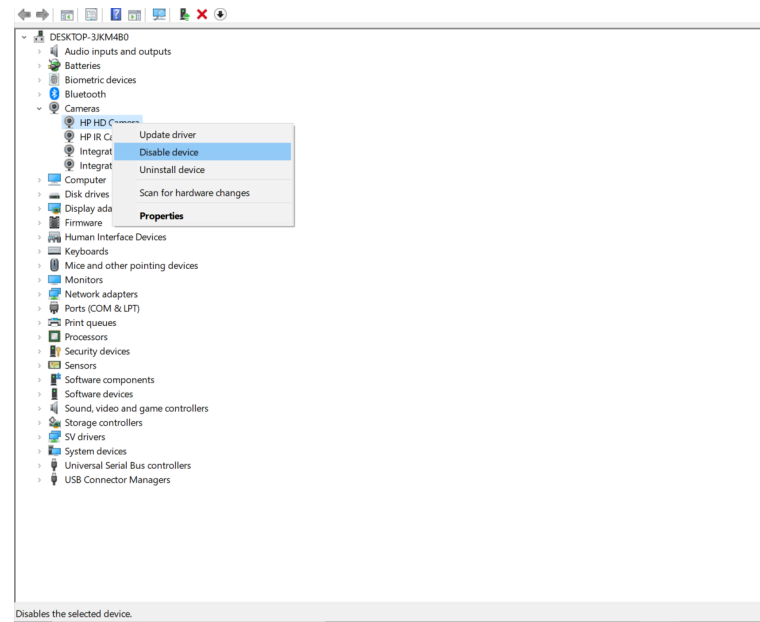 DESKTOP-3JKM4B0
Audio inputs and outputs
Batteries
Biometric devices
Bluetooth
Cameras
HP HD Camera
HP IR Ca
Integrat
Integrat
Update driver
Disable device
Uninstall device
Scan for hardware changes
Properties
Computer
Disk drives
Display ada
Firmware
Human Interface Devices
Keyboards
Mice and other pointing devices
Monitors
Network adapters
Ports (COM & LPT)
Print queues
Processors
Security devices
Sensors
Software components
Software devices
Sound, video and game controllers
Storage controllers
SV drivers
System devices
Universal Serial Bus controllers
USB Connector Managers
Disables the selected device.